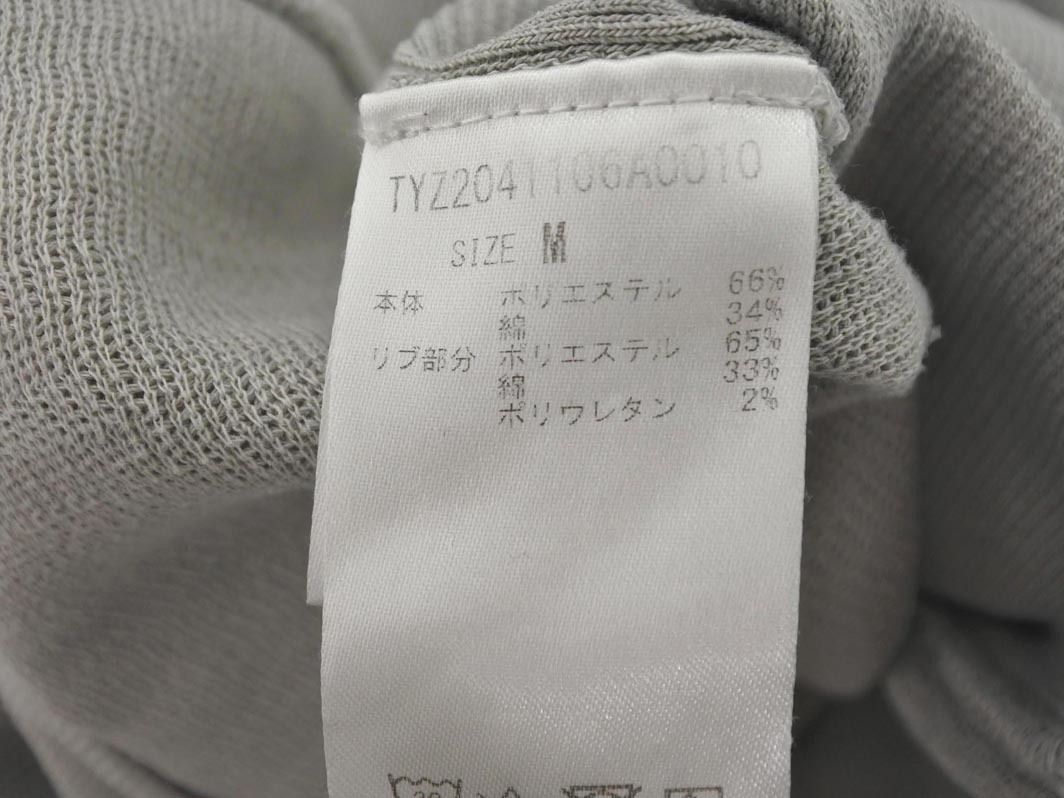 TYZ2041106A0010
SIZE M
本体 ポリエステル 66%
綿 34%
リブ部分 ポリエステル 65%
綿 33%
ポリウレタン 2%